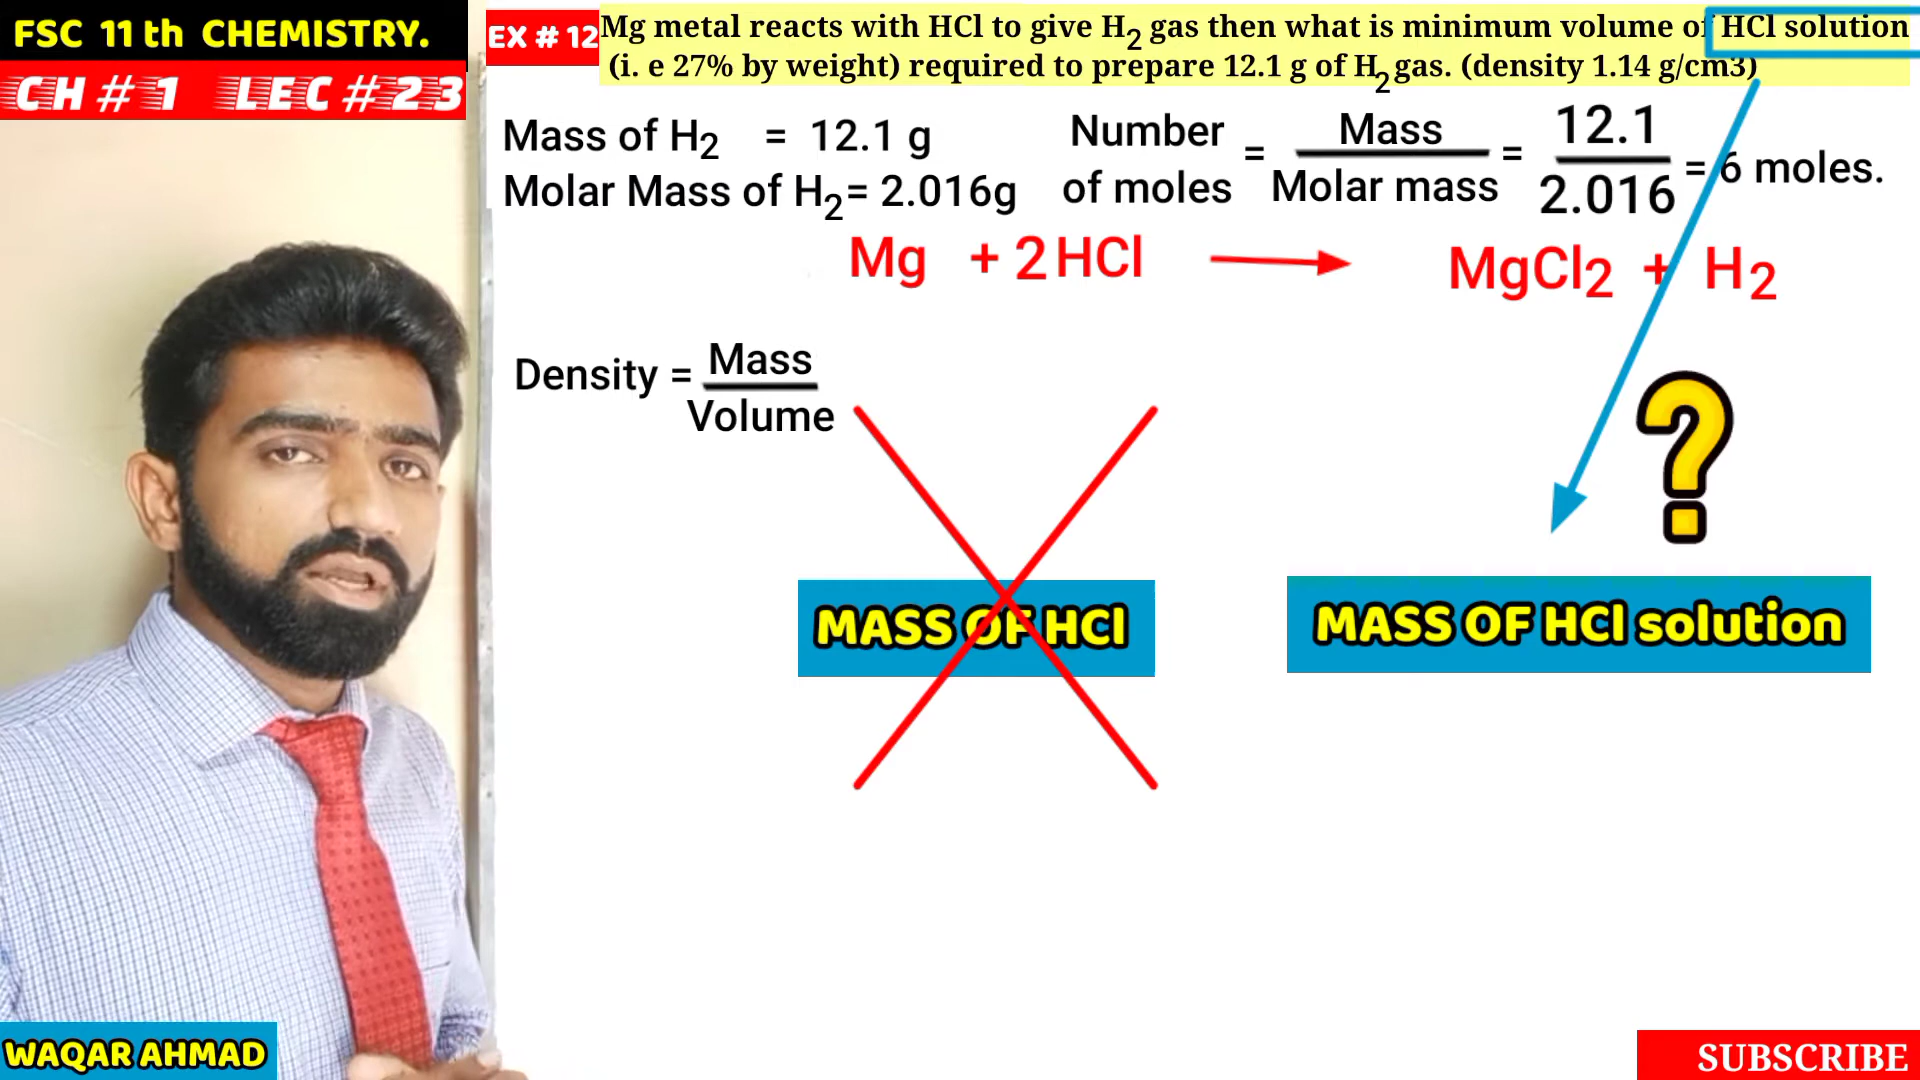 FSC 11 th CHEMISTRY.
CH # 1 LEC # 23
EX # 12
Mg metal reacts with HCl to give H2 gas then what is minimum volume of HCl solution
(i. e 27% by weight) required to prepare 12.1 g of H2 gas. (density 1.14 g/cm3)
Mass of H2 = 12.1 g
Molar Mass of H2 = 2.016g
Number of moles = Mass / Molar mass = 12.1 / 2.016 = 6 moles.
Mg + 2 HCl → MgCl2 + H2
Density = Mass / Volume
?
MASS OF HCl
MASS OF HCl solution
WAQAR AHMAD
SUBSCRIBE